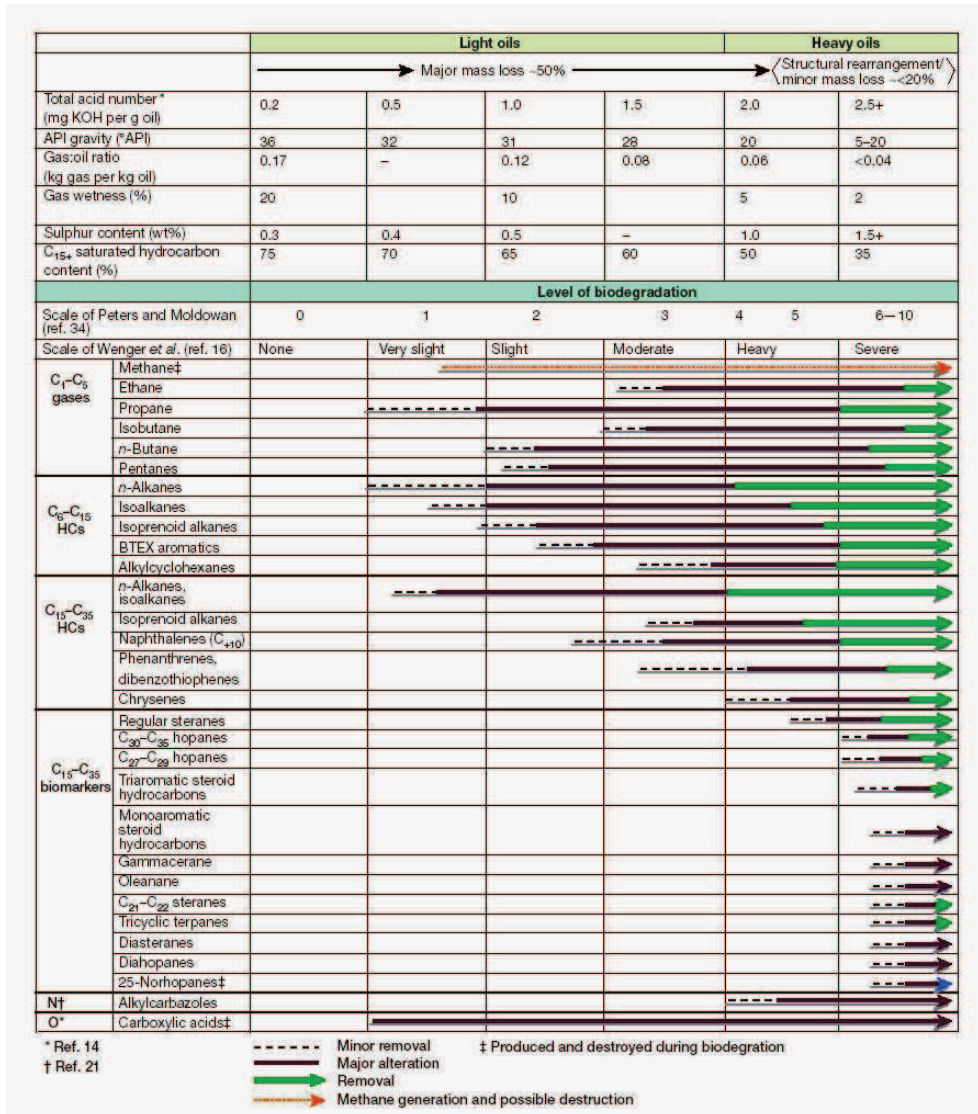 Light oils Heavy oils
Major mass loss ~50% Structural rearrangement/
minor mass loss ~<20%
Total acid number* 0.2 0.5 1.0 1.5 2.0 2.5+
(mg KOH per g oil)
API gravity (°API) 36 32 31 28 20 5–20
Gas:oil ratio 0.17 – 0.12 0.08 0.06 <0.04
(kg gas per kg oil)
Gas wetness (%) 20 10 5 2
Sulphur content (wt%) 0.3 0.4 0.5 – 1.0 1.5+
C15+ saturated hydrocarbon 75 70 65 60 50 35
content (%)
Level of biodegradation
Scale of Peters and Moldowan 0 1 2 3 4 5 6–10
(ref. 34)
Scale of Wenger et al. (ref. 16) None Very slight Slight Moderate Heavy Severe
C1–C5
gases
Methane‡
Ethane
Propane
Isobutane
n-Butane
Pentanes
C6–C15
HCs
n-Alkanes
Isoalkanes
Isoprenoid alkanes
BTEX aromatics
Alkylcyclohexanes
C15–C35
HCs
n-Alkanes,
isoalkanes
Isoprenoid alkanes
Naphthalenes (C+10)
Phenanthrenes,
dibenzothiophenes
Chrysenes
C15–C35
biomarkers
Regular steranes
C30–C35 hopanes
C27–C29 hopanes
Triaromatic steroid
hydrocarbons
Monoaromatic
steroid
hydrocarbons
Gammacerane
Oleanane
C21–C22 steranes
Tricyclic terpanes
Diasteranes
Diahopanes
25-Norhopanes‡
N† Alkylcarbazoles
O* Carboxylic acids‡
* Ref. 14
† Ref. 21
Minor removal ‡ Produced and destroyed during biodegration
Major alteration
Removal
Methane generation and possible destruction